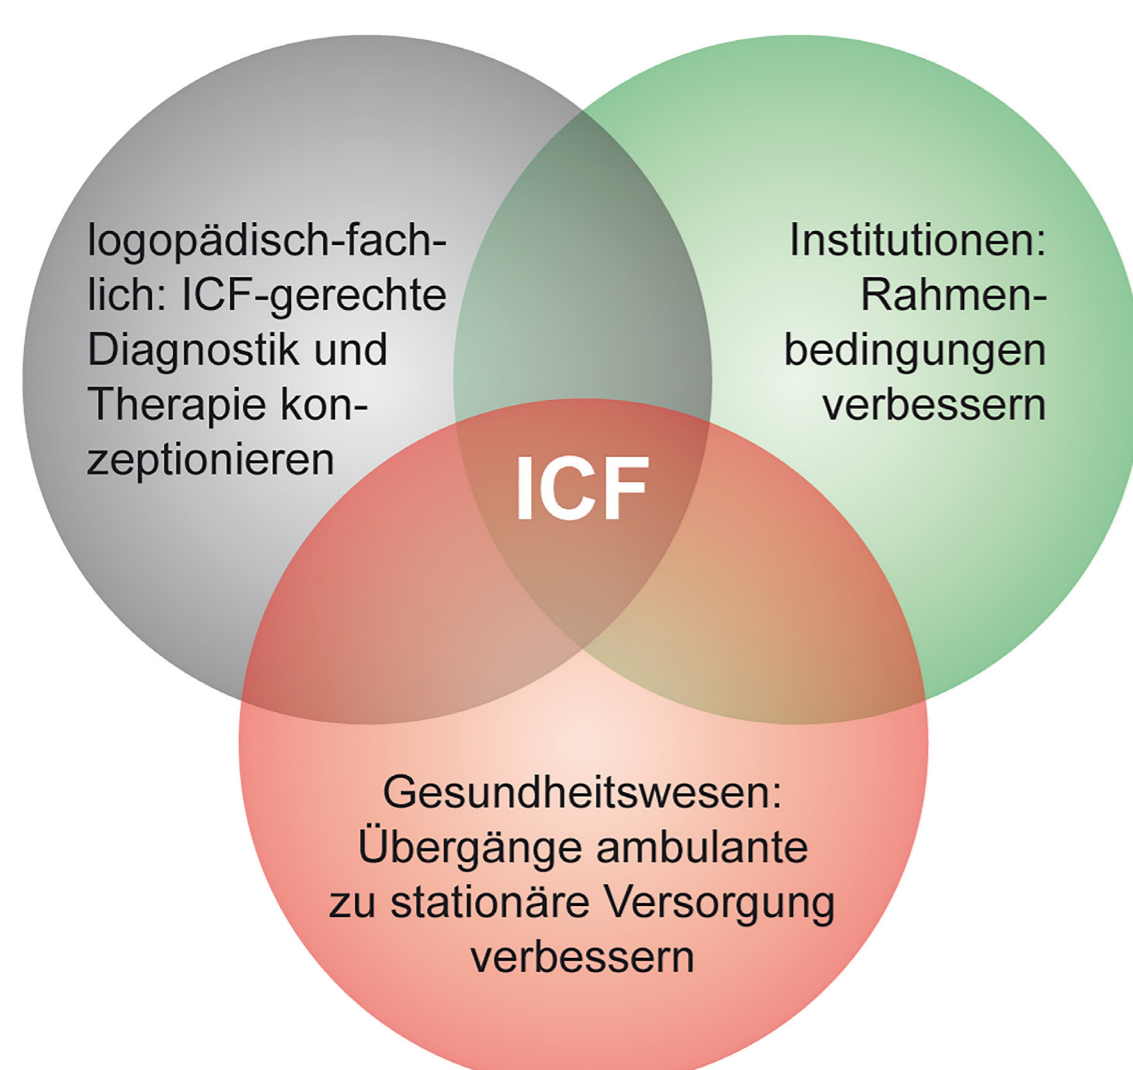 logopädisch-fach-
lich: ICF-gerechte
Diagnostik und
Therapie kon-
zeptionieren
Institutionen:
Rahmen-
bedingungen
verbessern
ICF
Gesundheitswesen:
Übergänge ambulante
zu stationäre Versorgung
verbessern